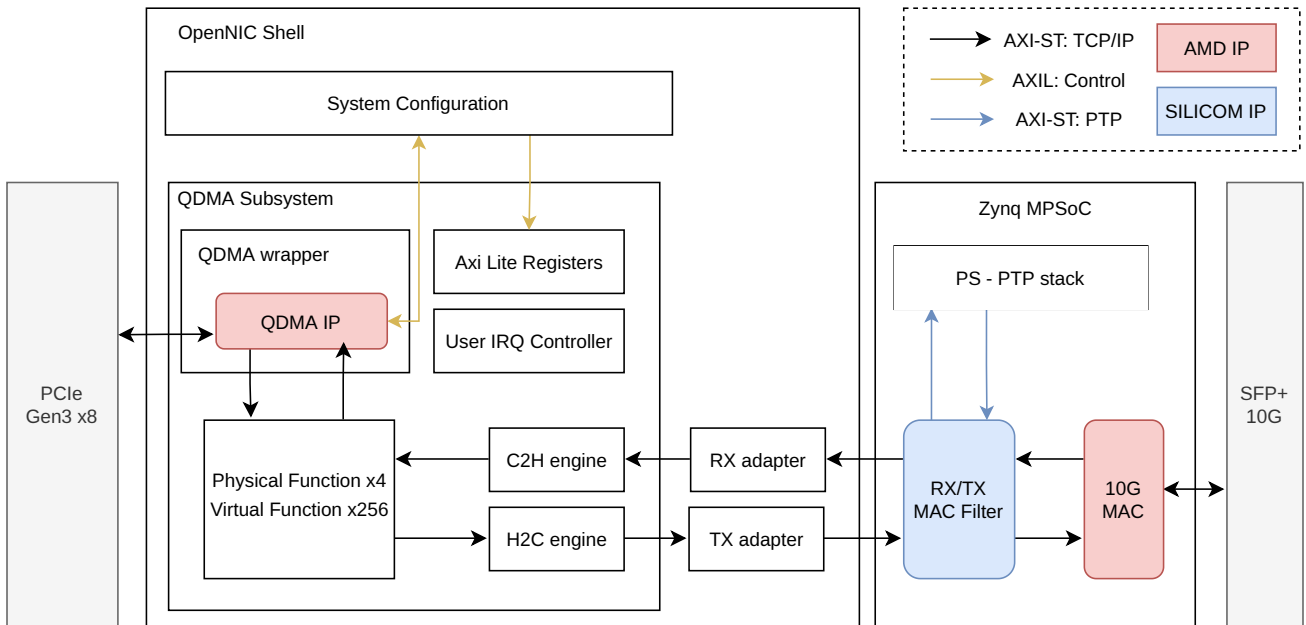 OpenNIC Shell
System Configuration
AXI-ST: TCP/IP
AMD IP
AXIL: Control
AXI-ST: PTP
SILICOM IP
QDMA Subsystem
QDMA wrapper
QDMA IP
Axi Lite Registers
User IRQ Controller
Zynq MPSoC
PS - PTP stack
PCIe
Gen3 x8
Physical Function x4
Virtual Function x256
C2H engine
H2C engine
RX adapter
TX adapter
RX/TX
MAC Filter
10G
MAC
SFP+
10G